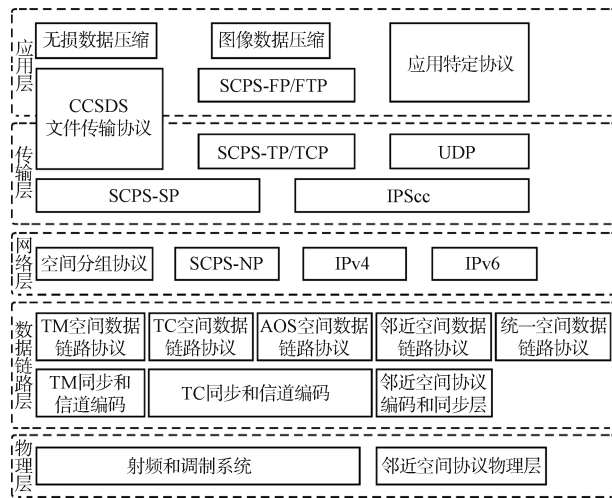 应用层
无损数据压缩
图像数据压缩
应用特定协议
SCPS-FP/FTP
CCSDS
文件传输协议
传输层
SCPS-TP/TCP
UDP
SCPS-SP
IPScc
网络层
空间分组协议
SCPS-NP
IPv4
IPv6
数据链路层
TM空间数据
链路协议
TC空间数据
链路协议
AOS空间数据
链路协议
邻近空间数据
链路协议
统一空间数据
链路协议
TM同步和
信道编码
TC同步和信道编码
邻近空间协议
编码和同步层
物理层
射频和调制系统
邻近空间协议物理层